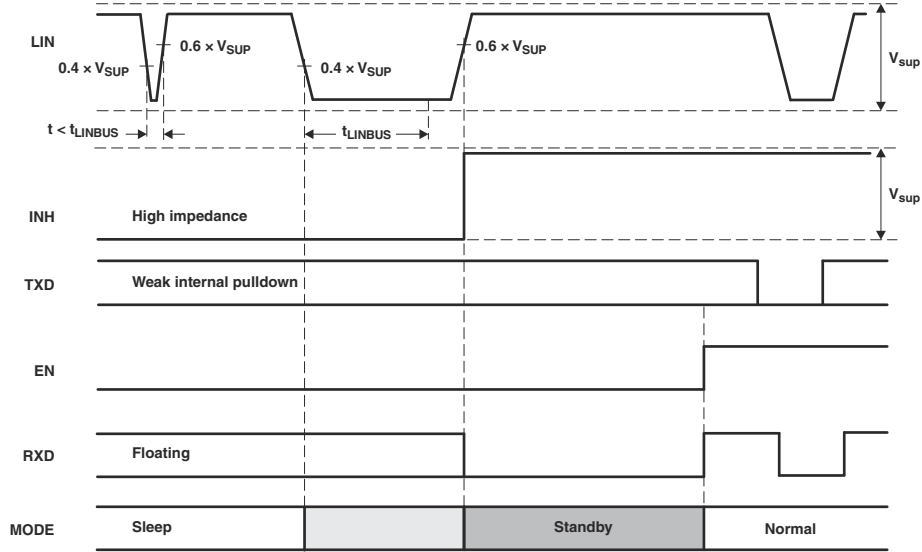 LIN
0.6 × VSUP
0.4 × VSUP
0.4 × VSUP
0.6 × VSUP
Vsup
t < tLINBUS
tLINBUS
INH
High impedance
Vsup
TXD
Weak internal pulldown
EN
RXD
Floating
MODE
Sleep
Standby
Normal